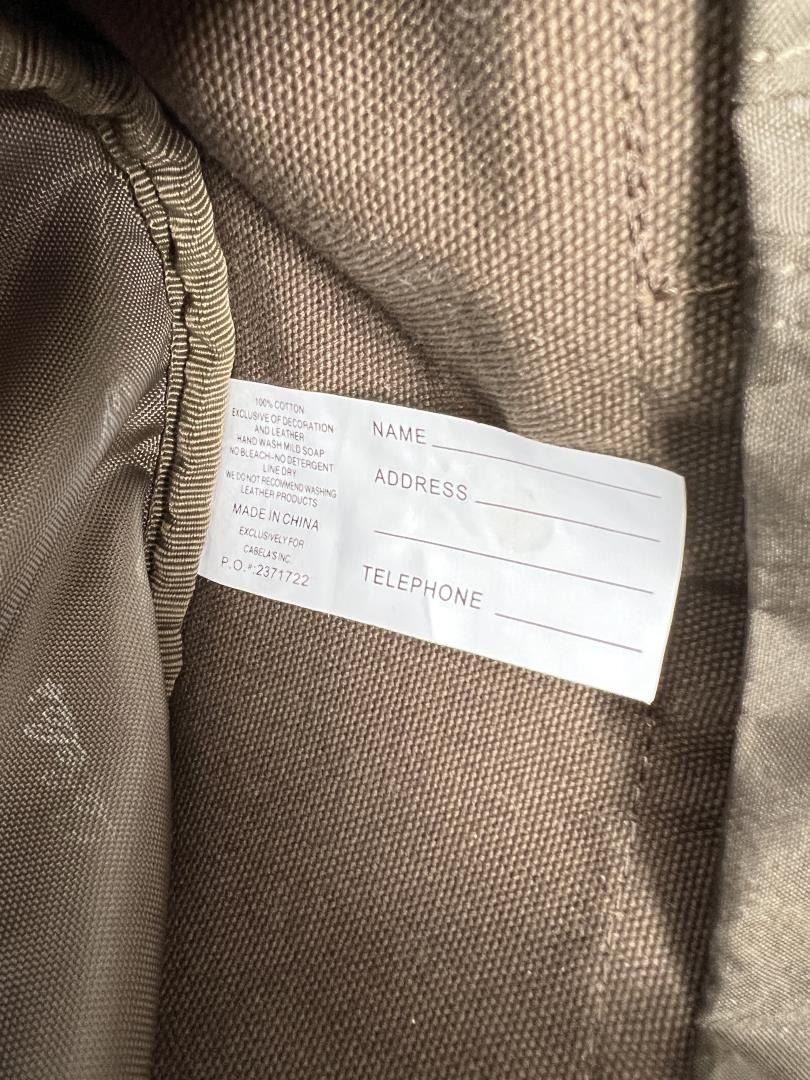 100% COTTON
EXCLUSIVE OF DECORATION
AND LEATHER
HAND WASH MILD SOAP
NO BLEACH-NO DETERGENT
LINE DRY
WE DO NOT RECOMMEND WASHING
LEATHER PRODUCTS
MADE IN CHINA
EXCLUSIVELY FOR
CABELA'S INC.
P.O.#:2371722
NAME
ADDRESS
TELEPHONE